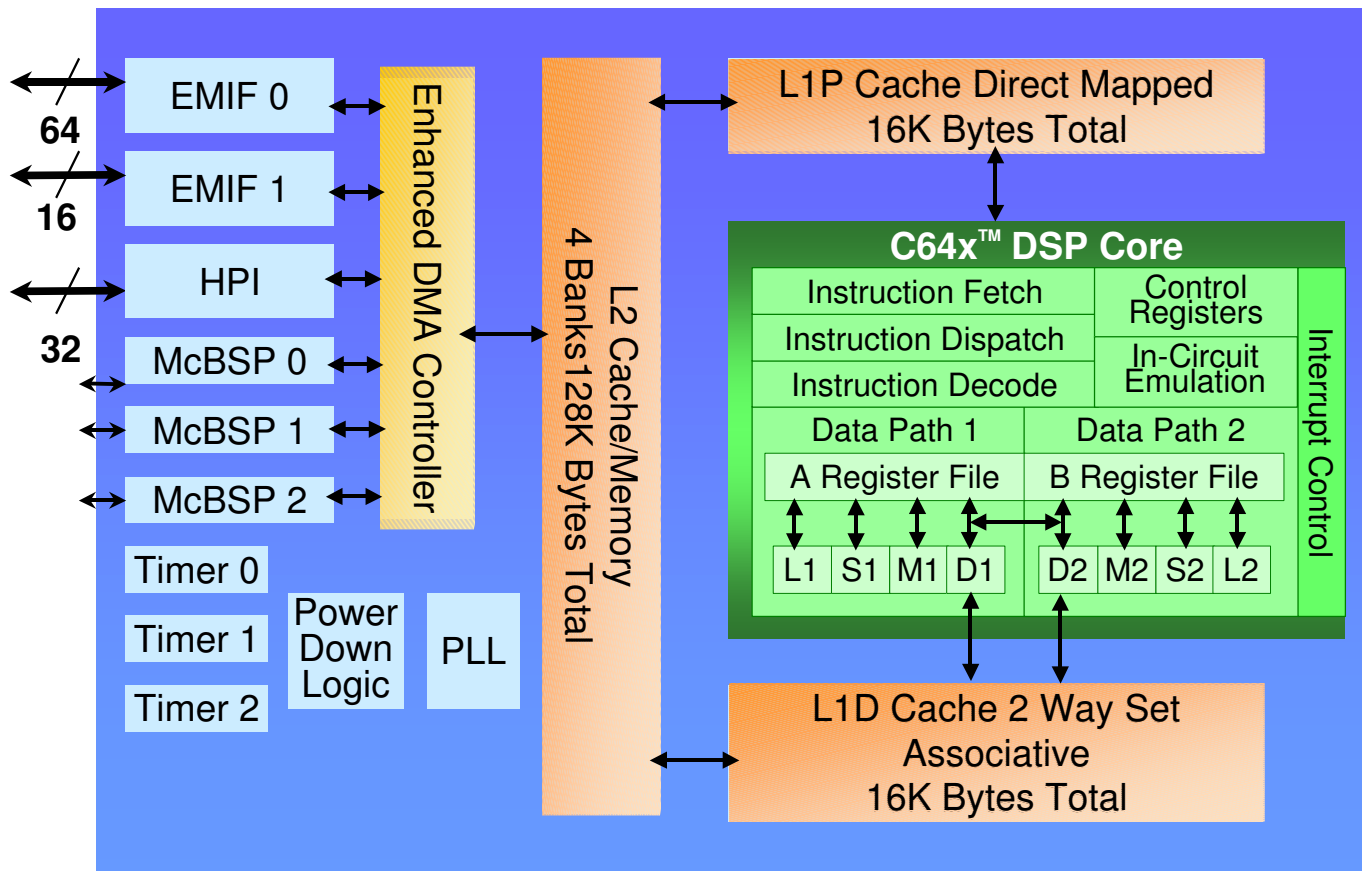 64
16
32
EMIF 0
EMIF 1
HPI
McBSP 0
McBSP 1
McBSP 2
Timer 0
Timer 1
Timer 2
Power
Down
Logic
PLL
Enhanced DMA Controller
L2 Cache/Memory
4 Banks128K Bytes Total
L1P Cache Direct Mapped
16K Bytes Total
C64x™ DSP Core
Instruction Fetch
Instruction Dispatch
Instruction Decode
Control
Registers
In-Circuit
Emulation
Interrupt Control
Data Path 1
Data Path 2
A Register File
B Register File
L1 S1 M1 D1
D2 M2 S2 L2
L1D Cache 2 Way Set
Associative
16K Bytes Total